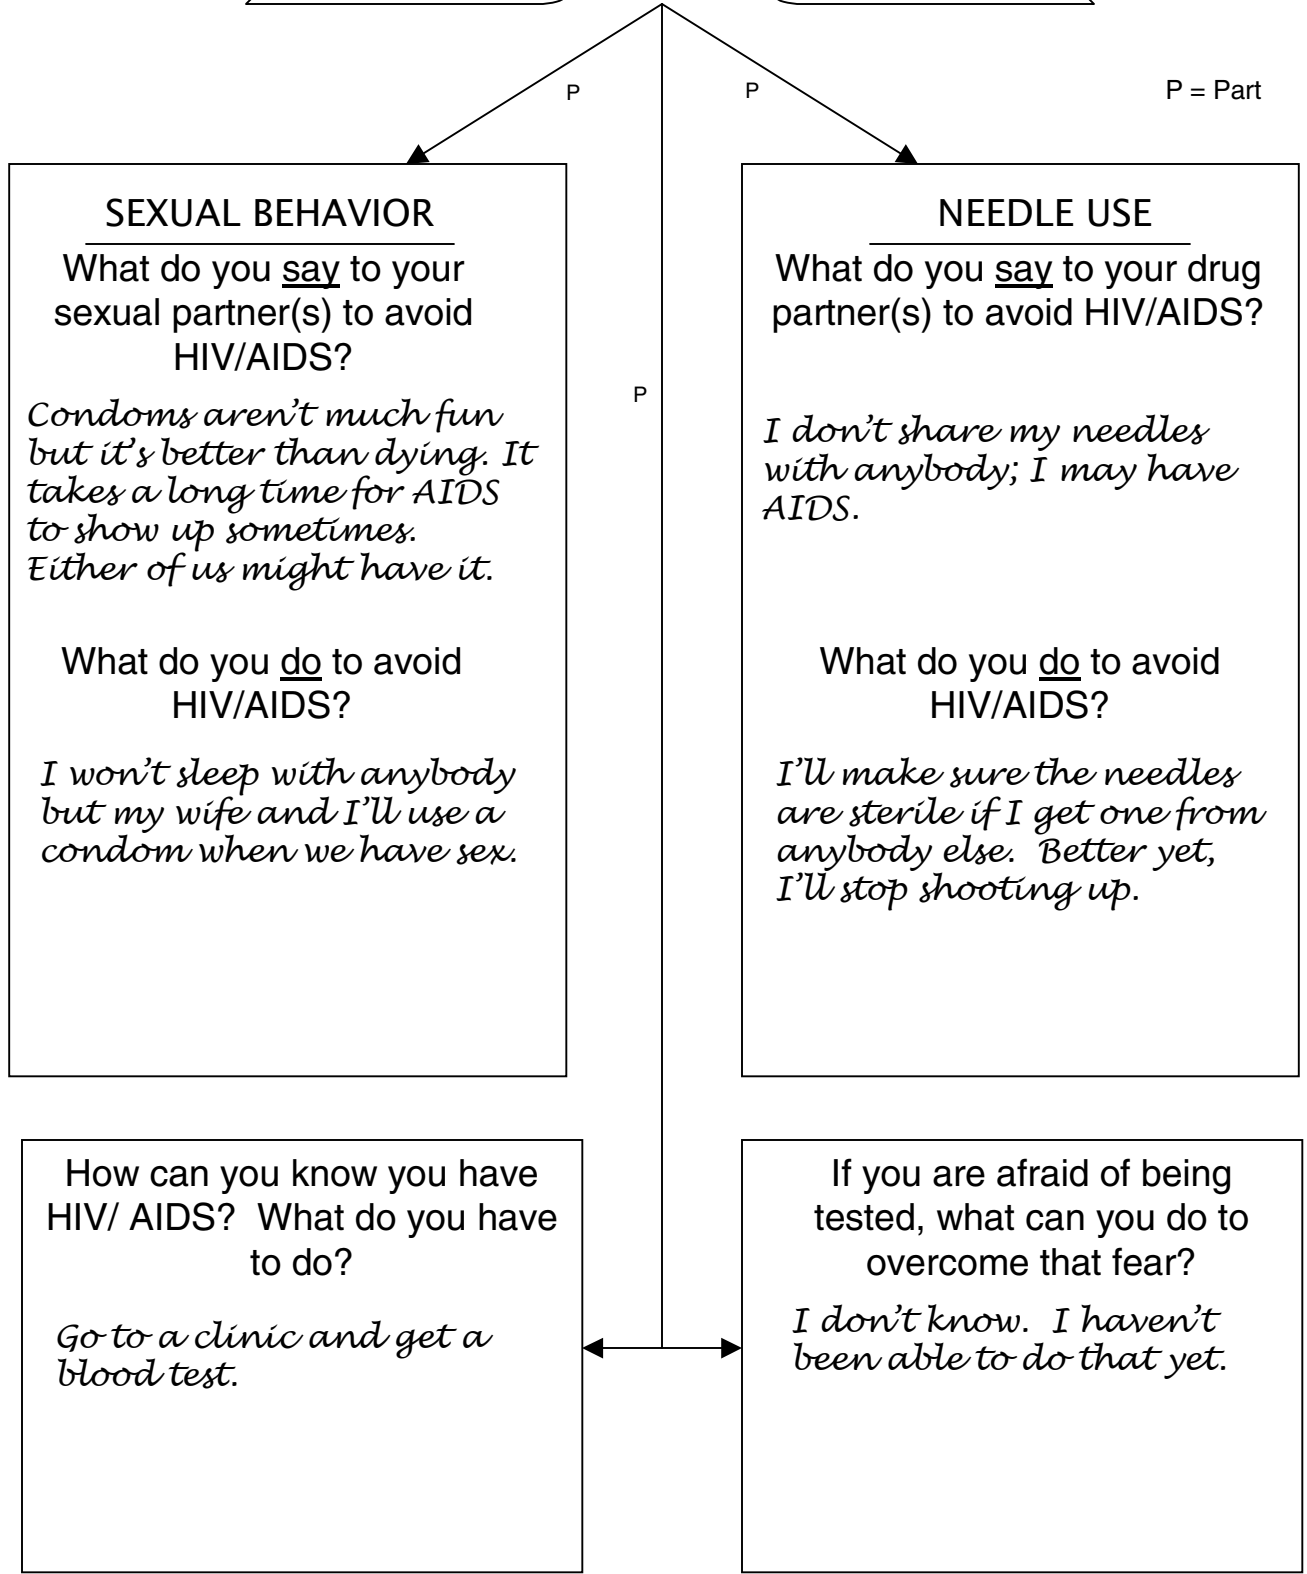 P
P
P = Part
SEXUAL BEHAVIOR
What do you say to your
sexual partner(s) to avoid
HIV/AIDS?
Condoms aren't much fun
but it's better than dying. It
takes a long time for AIDS
to show up sometimes.
Either of us might have it.
What do you do to avoid
HIV/AIDS?
I won't sleep with anybody
but my wife and I'll use a
condom when we have sex.
P
NEEDLE USE
What do you say to your drug
partner(s) to avoid HIV/AIDS?
I don't share my needles
with anybody; I may have
AIDS.
What do you do to avoid
HIV/AIDS?
I'll make sure the needles
are sterile if I get one from
anybody else.  Better yet,
I'll stop shooting up.
How can you know you have
HIV/ AIDS?  What do you have
to do?
Go to a clinic and get a
blood test.
If you are afraid of being
tested, what can you do to
overcome that fear?
I don't know.  I haven't
been able to do that yet.